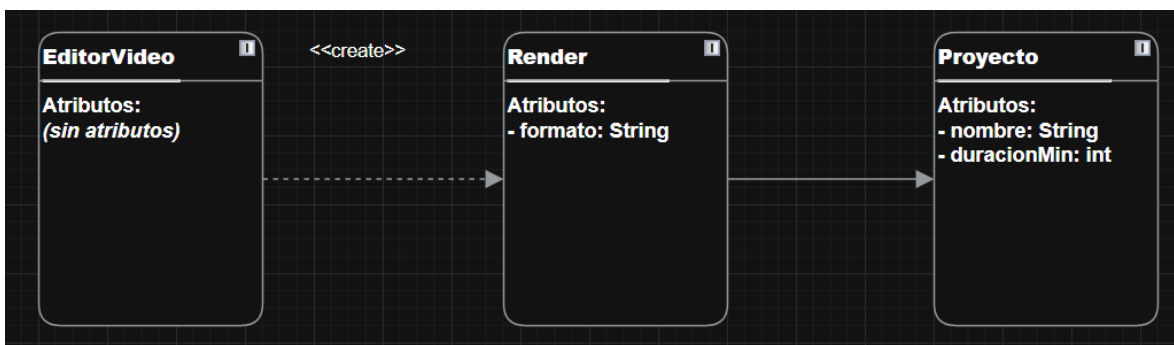 EditorVideo
Atributos:
(sin atributos)
<<create>>
Render
Atributos:
- formato: String
Proyecto
Atributos:
- nombre: String
- duracionMin: int